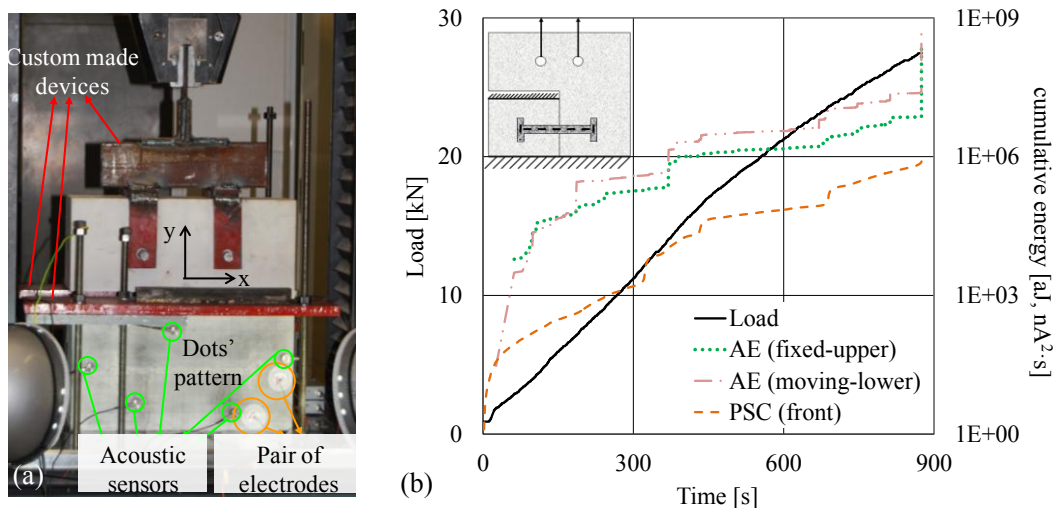 Custom made
devices
y
x
Dots'
pattern
Acoustic
sensors
Pair of
electrodes
(a)
30
20
10
0
Load [kN]
1E+09
1E+06
1E+03
1E+00
cumulative energy [aJ, nA²·s]
Load
AE (fixed-upper)
AE (moving-lower)
PSC (front)
0
300
600
900
Time [s]
(b)